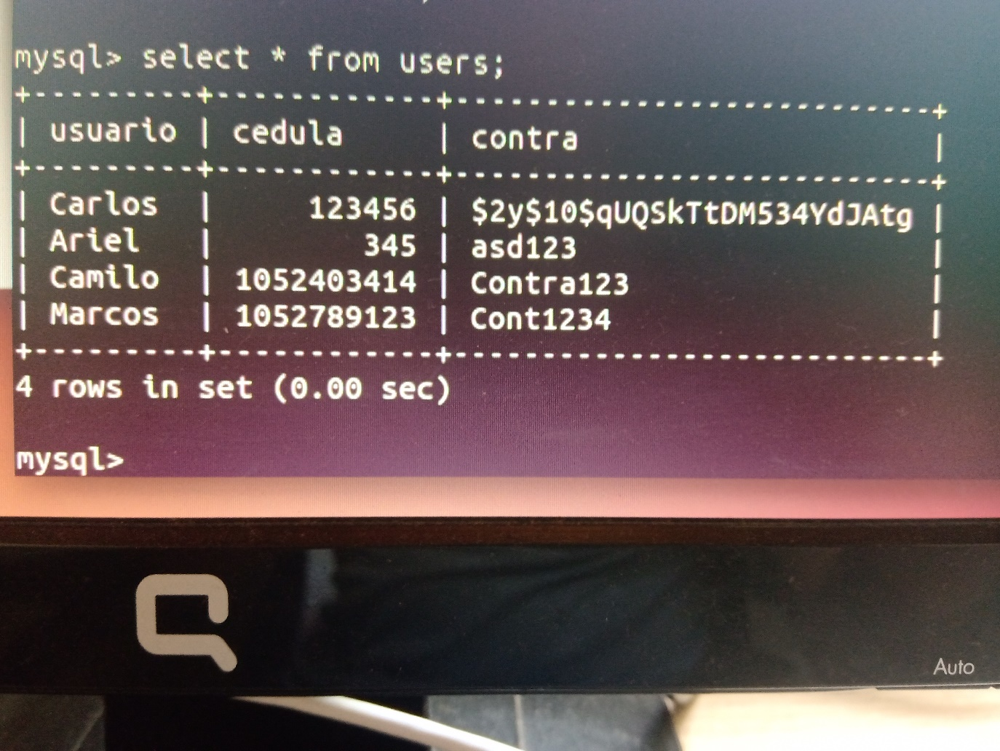 mysql> select * from users;
+---------+------------+--------------------------+
| usuario | cedula     | contra                   |
+---------+------------+--------------------------+
| Carlos  |     123456 | $2y$10$qUQSkTtDM534YdJAtg |
| Ariel   |        345 | asd123                   |
| Camilo  | 1052403414 | Contra123                |
| Marcos  | 1052789123 | Cont1234                 |
+---------+------------+--------------------------+
4 rows in set (0.00 sec)
mysql>
Auto